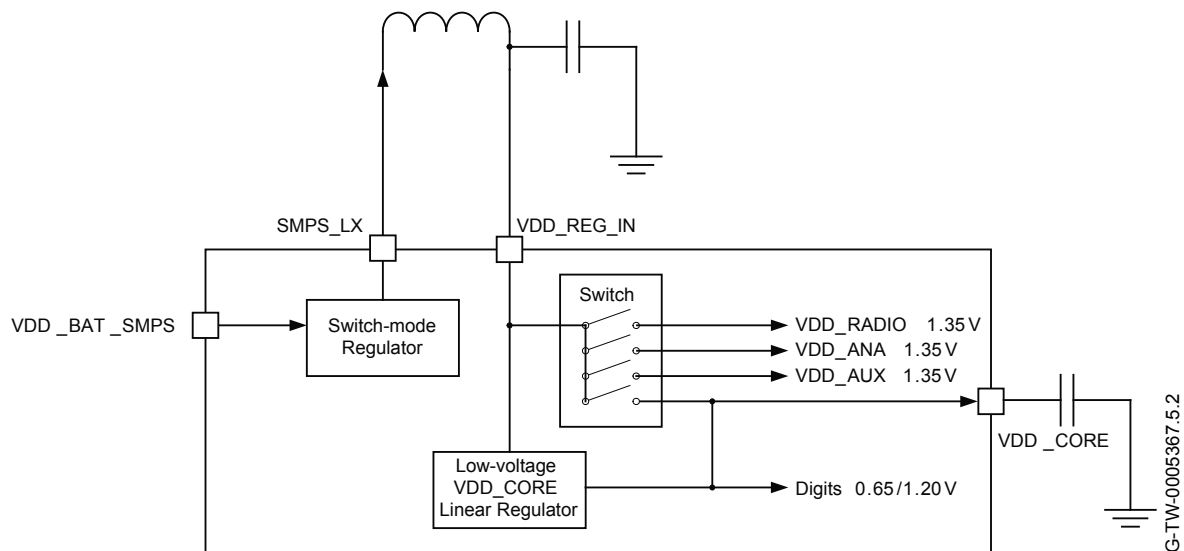 SMPS_LX
VDD_REG_IN
VDD _BAT _SMPS
Switch-mode
Regulator
Switch
VDD_RADIO 1.35 V
VDD_ANA 1.35 V
VDD_AUX 1.35 V
VDD _CORE
Low-voltage
VDD_CORE
Linear Regulator
Digits 0.65/1.20 V
G-TW-0005367.5.2